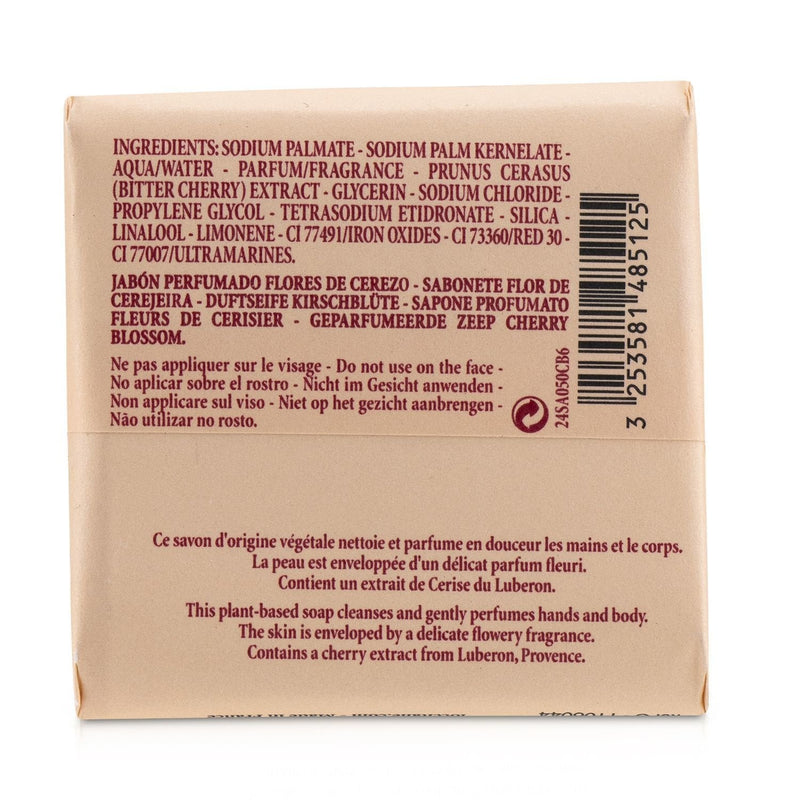 INGREDIENTS: SODIUM PALMATE - SODIUM PALM KERNELATE -
AQUA/WATER - PARFUM/FRAGRANCE - PRUNUS CERASUS
(BITTER CHERRY) EXTRACT - GLYCERIN - SODIUM CHLORIDE -
PROPYLENE GLYCOL - TETRASODIUM ETIDRONATE - SILICA -
LINALOOL - LIMONENE - CI 77491/IRON OXIDES - CI 73360/RED 30 -
CI 77007/ULTRAMARINES.
JABÓN PERFUMADO FLORES DE CEREZO - SABONETE FLOR DE
CEREJEIRA - DUFTSEIFE KIRSCHBLÜTE - SAPONE PROFUMATO
FLEURS DE CERISIER - GEPARFUMEERDE ZEEP CHERRY
BLOSSOM.
Ne pas appliquer sur le visage - Do not use on the face -
No aplicar sobre el rostro - Nicht im Gesicht anwenden -
Non applicare sul viso - Niet op het gezicht aanbrengen -
Não utilizar no rosto.
24SA050CB6
3 253581 485125
Ce savon d'origine végétale nettoie et parfume en douceur les mains et le corps.
La peau est enveloppée d'un délicat parfum fleuri.
Contient un extrait de Cerise du Luberon.
This plant-based soap cleanses and gently perfumes hands and body.
The skin is enveloped by a delicate flowery fragrance.
Contains a cherry extract from Luberon, Provence.